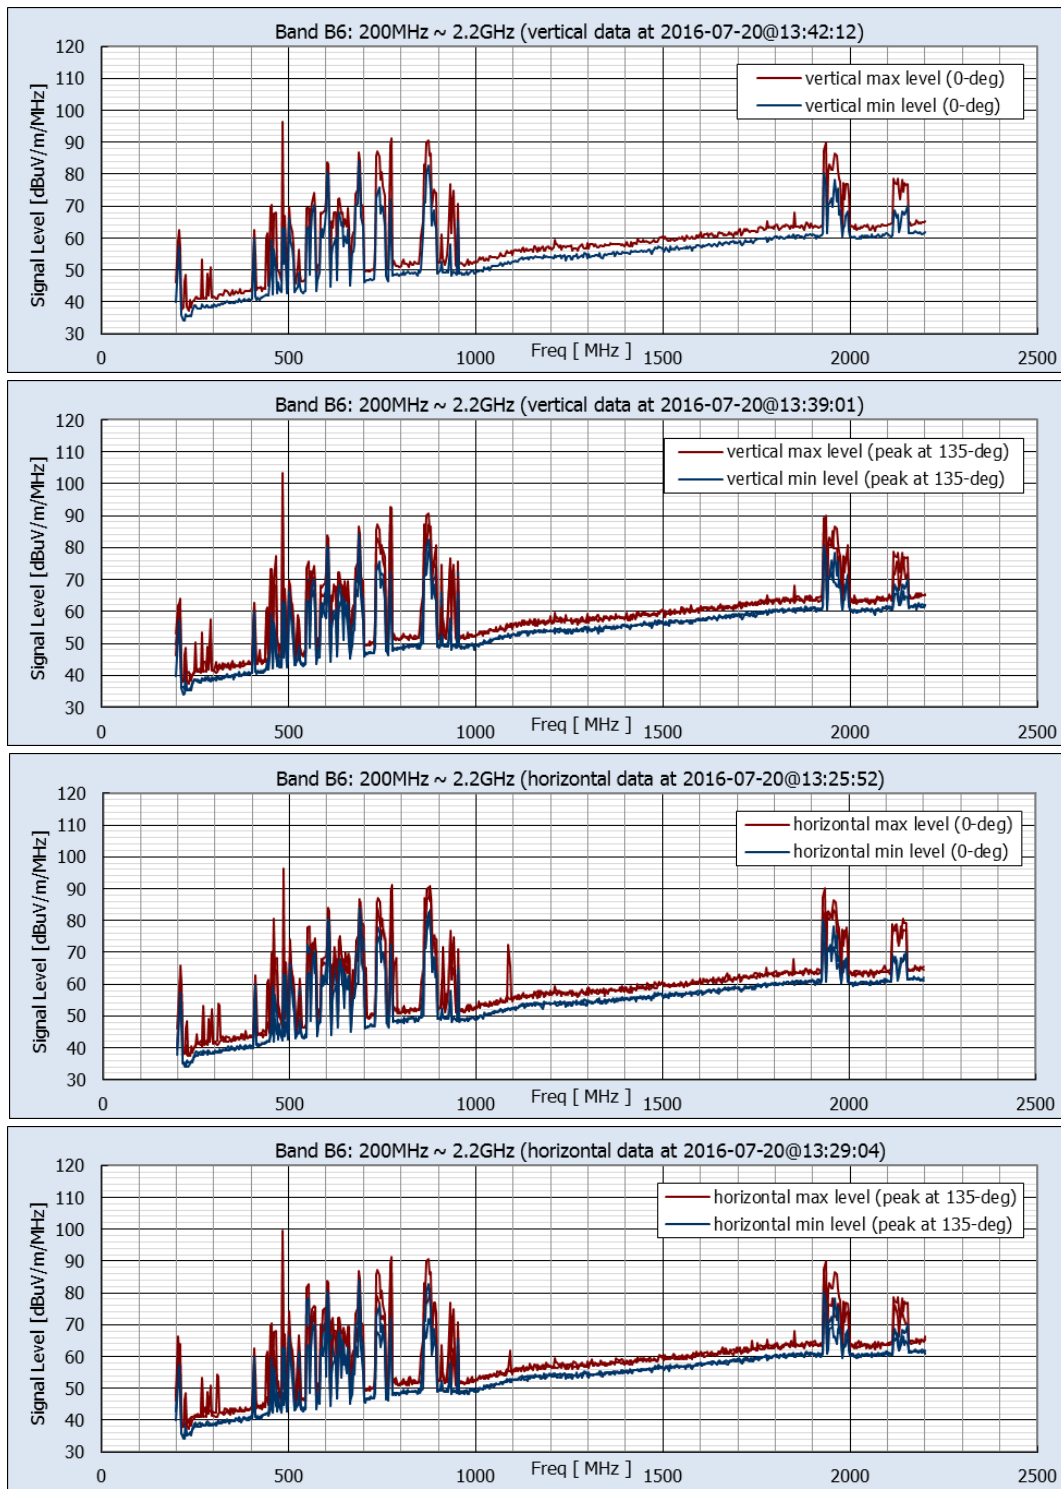 Band B6: 200MHz ~ 2.2GHz (vertical data at 2016-07-20@13:42:12)
120
110
100
90
80
70
60
50
40
30
Signal Level [dBuV/m/MHz]
vertical max level (0-deg)
vertical min level (0-deg)
0 500 1000 1500 2000 2500
Freq [ MHz ]
Band B6: 200MHz ~ 2.2GHz (vertical data at 2016-07-20@13:39:01)
120
110
100
90
80
70
60
50
40
30
Signal Level [dBuV/m/MHz]
vertical max level (peak at 135-deg)
vertical min level (peak at 135-deg)
0 500 1000 1500 2000 2500
Freq [ MHz ]
Band B6: 200MHz ~ 2.2GHz (horizontal data at 2016-07-20@13:25:52)
120
110
100
90
80
70
60
50
40
30
Signal Level [dBuV/m/MHz]
horizontal max level (0-deg)
horizontal min level (0-deg)
0 500 1000 1500 2000 2500
Freq [ MHz ]
Band B6: 200MHz ~ 2.2GHz (horizontal data at 2016-07-20@13:29:04)
120
110
100
90
80
70
60
50
40
30
Signal Level [dBuV/m/MHz]
horizontal max level (peak at 135-deg)
horizontal min level (peak at 135-deg)
0 500 1000 1500 2000 2500
Freq [ MHz ]